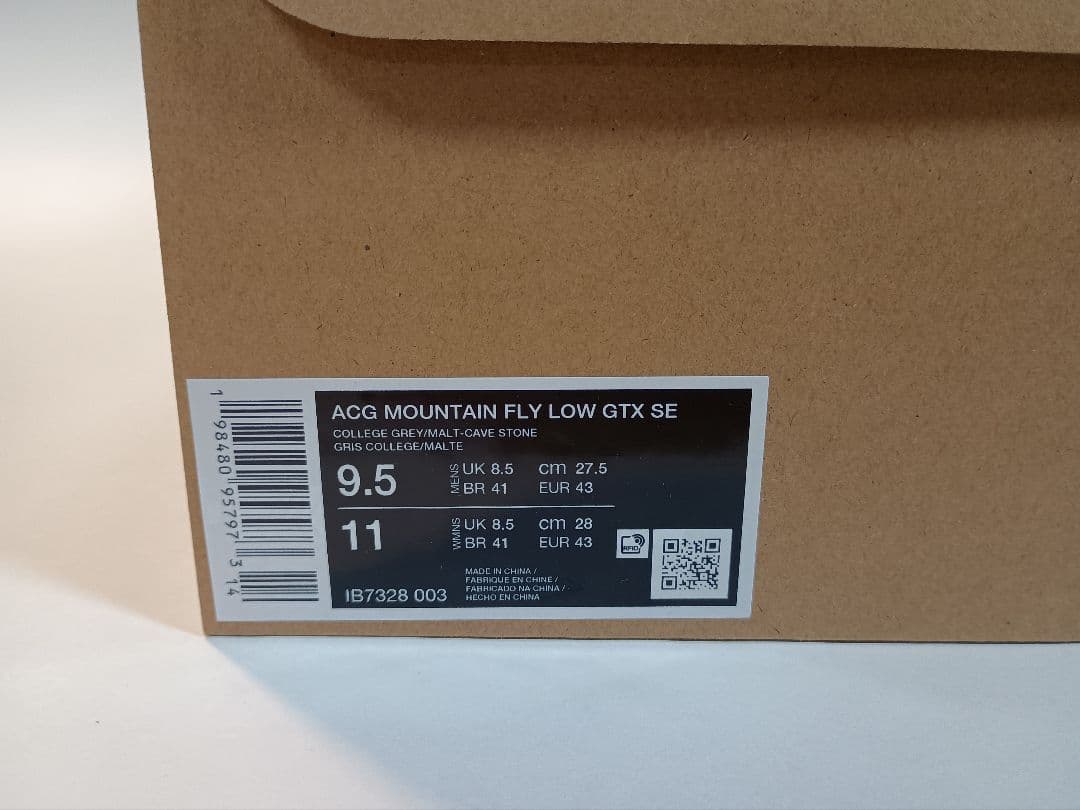 1 98480 95797 3 14
ACG MOUNTAIN FLY LOW GTX SE
COLLEGE GREY/MALT-CAVE STONE
GRIS COLLEGE/MALTE
9.5
MENS
UK 8.5 cm 27.5
BR 41 EUR 43
11
WMNS
UK 8.5 cm 28
BR 41 EUR 43
RFID
MADE IN CHINA /
FABRIQUE EN CHINE /
FABRICADO NA CHINA /
HECHO EN CHINA
IB7328 003